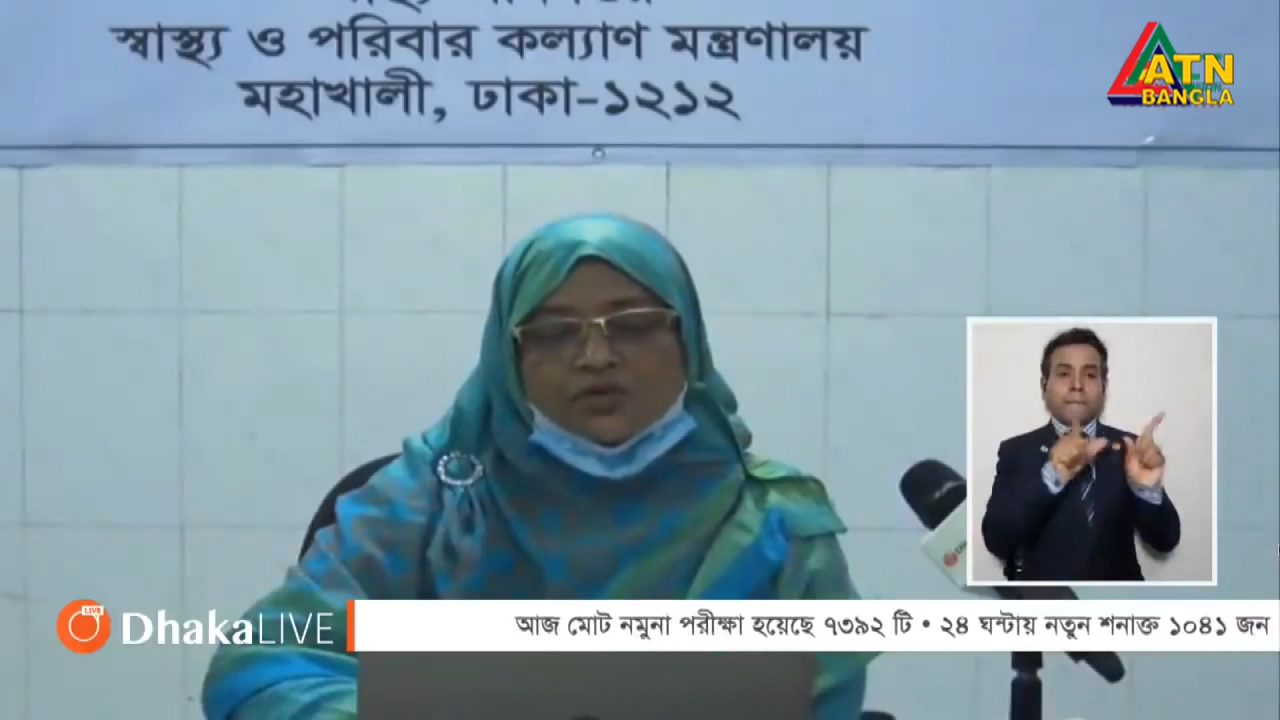 স্বাস্থ্য ও পরিবার কল্যাণ মন্ত্রণালয়
মহাখালী, ঢাকা-১২১২
ATN
BANGLA
LIVE
DhakaLIVE
আজ মোট নমুনা পরীক্ষা হয়েছে ৭৩৯২ টি • ২৪ ঘন্টায় নতুন শনাক্ত ১০৪১ জন